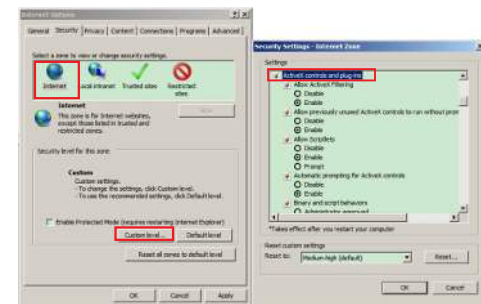 Internet Options
General Security Privacy Content Connections Programs Advanced
Select a zone to view or change security settings.
Internet Local intranet Trusted sites Restricted sites
Internet
This zone is for Internet websites,
except those listed in trusted and
restricted zones.
Security level for this zone
Custom
Custom settings.
- To change the settings, click Custom level.
- To use the recommended settings, click Default level.
Enable Protected Mode (requires restarting Internet Explorer)
Custom level... Default level
Reset all zones to default level
OK Cancel Apply
Security Settings - Internet Zone
Settings
ActiveX controls and plug-ins
Allow ActiveX Filtering
Disable
Enable
Allow previously unused ActiveX controls to run without pron
Disable
Enable
Allow Scriptlets
Disable
Enable
Prompt
Automatic prompting for ActiveX controls
Disable
Enable
Binary and script behaviors
Administrator approved
*Takes effect after you restart your computer
Reset custom settings
Reset to: Medium-high (default) Reset...
OK Cancel